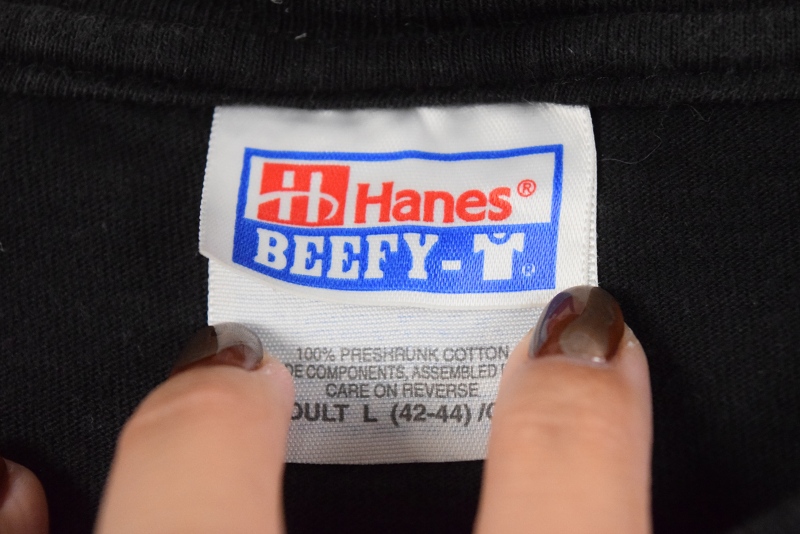 Hanes®
BEEFY-T®
100% PRESHRUNK COTTON
COMPONENTS, ASSEMBLED
CARE ON REVERSE
L (42-44) /